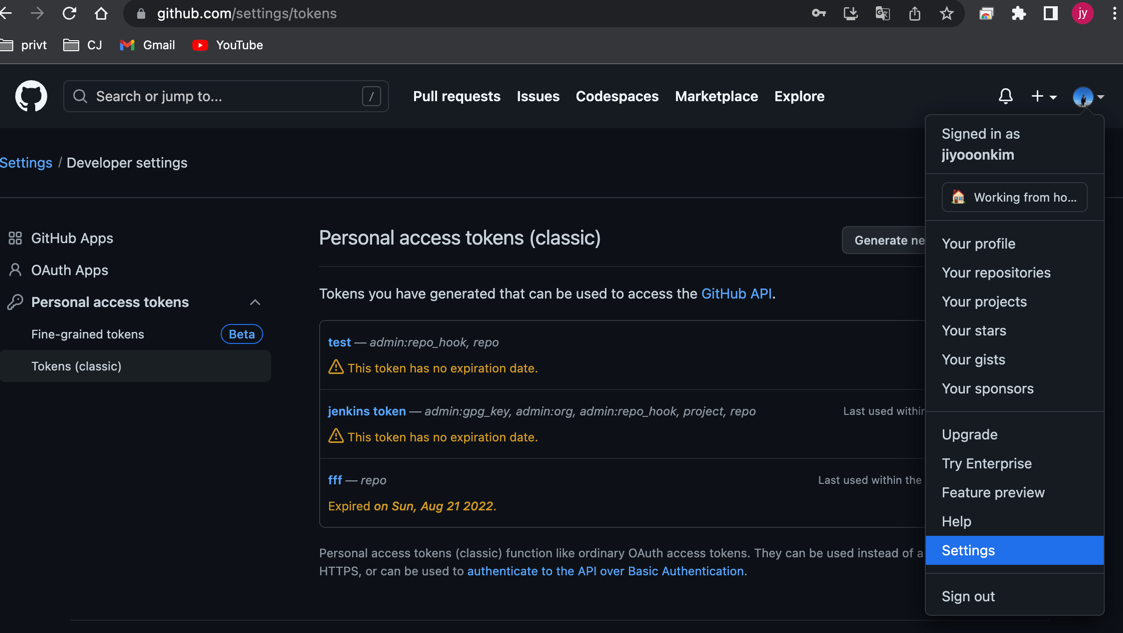 github.com/settings/tokens
jy
privt
CJ
Gmail
YouTube
Search or jump to...
/
Pull requests
Issues
Codespaces
Marketplace
Explore
Settings / Developer settings
GitHub Apps
OAuth Apps
Personal access tokens
Fine-grained tokens
Beta
Tokens (classic)
Personal access tokens (classic)
Generate ne
Tokens you have generated that can be used to access the GitHub API.
test — admin:repo_hook, repo
This token has no expiration date.
jenkins token — admin:gpg_key, admin:org, admin:repo_hook, project, repo
Last used within
This token has no expiration date.
fff — repo
Last used within the
Expired on Sun, Aug 21 2022.
Personal access tokens (classic) function like ordinary OAuth access tokens. They can be used instead of a
HTTPS, or can be used to authenticate to the API over Basic Authentication.
Signed in as
jiyooonkim
Working from ho...
Your profile
Your repositories
Your projects
Your stars
Your gists
Your sponsors
Upgrade
Try Enterprise
Feature preview
Help
Settings
Sign out